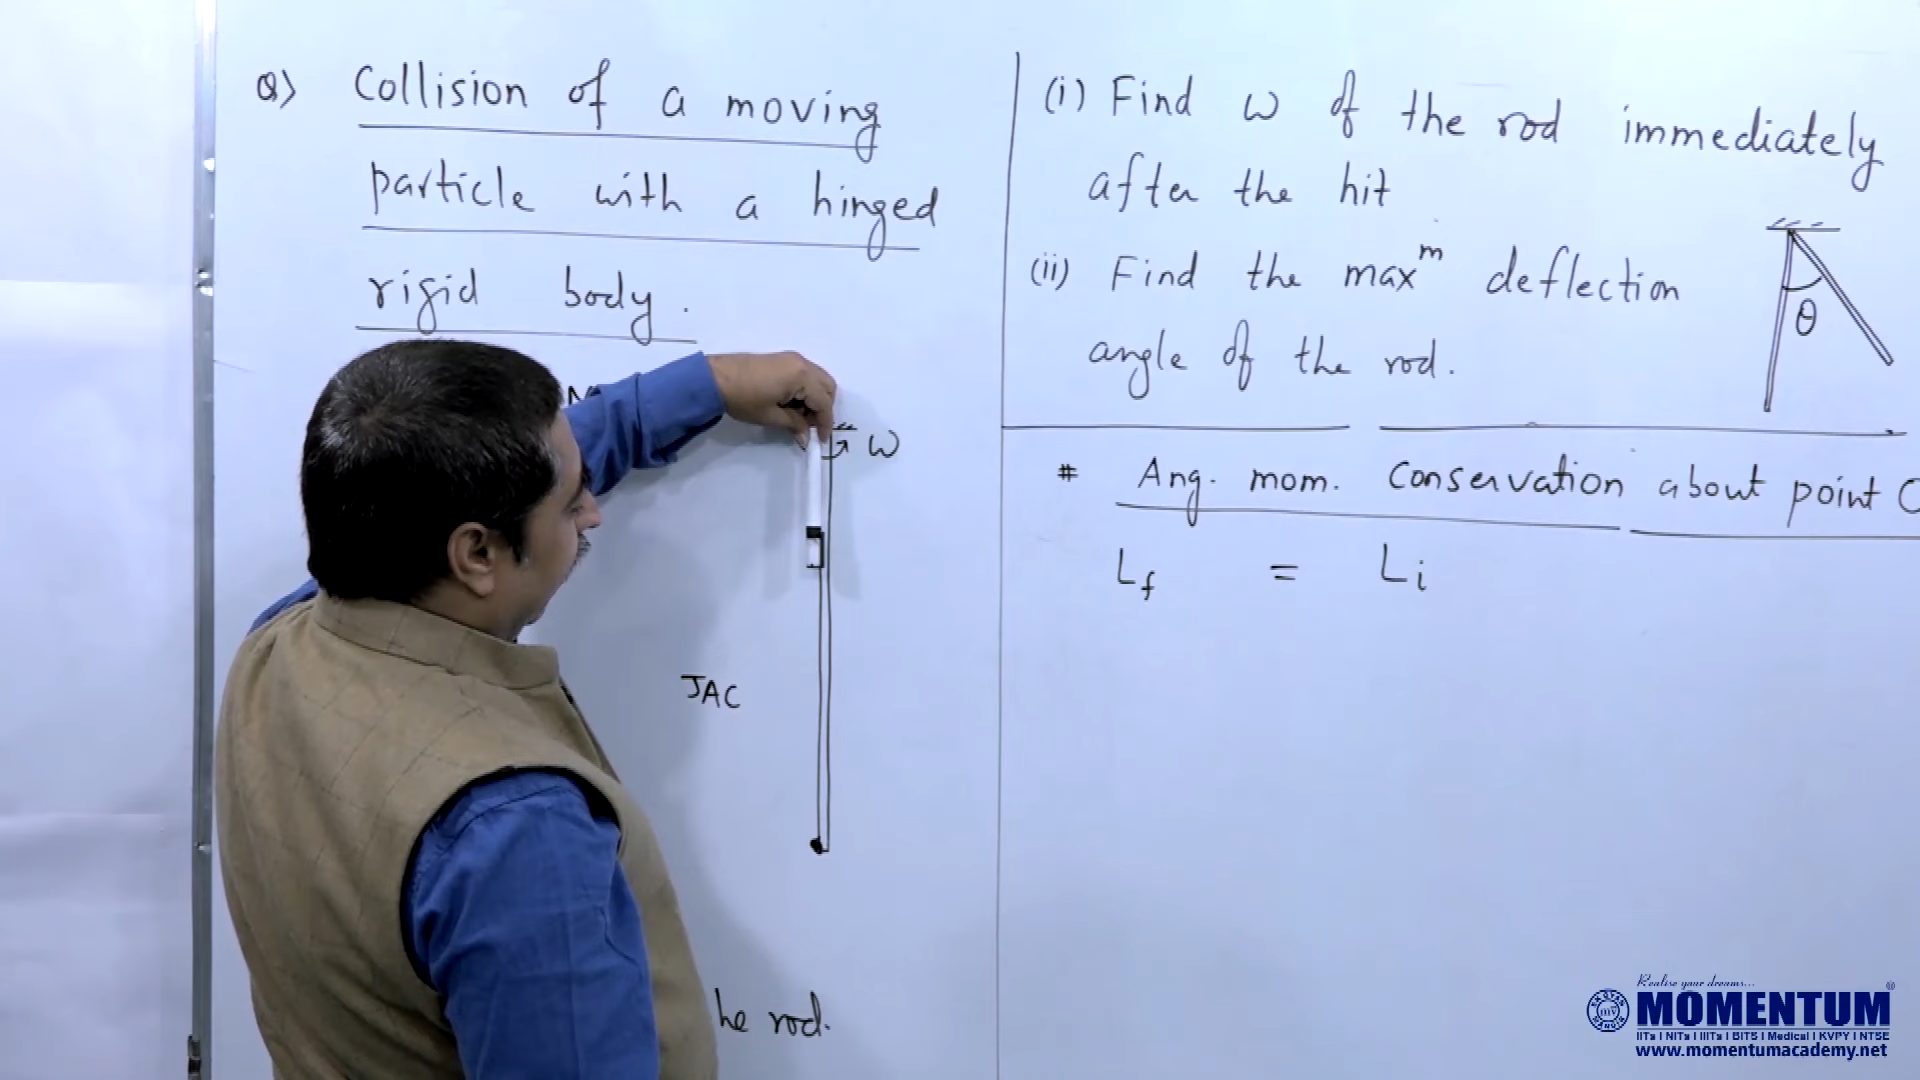 Q> Collision of a moving
particle with a hinged
rigid body.
ω
JAC
he rod.
(i) Find ω of the rod immediately
after the hit
(ii) Find the maxᵐ deflection
angle of the rod.
θ
# Ang. mom. Conservation about point
L_f = L_i
Realise your dreams...
MOMENTUM®
IITs | NITs | IIITs | BITS | Medical | KVPY | NTSE
www.momentumacademy.net